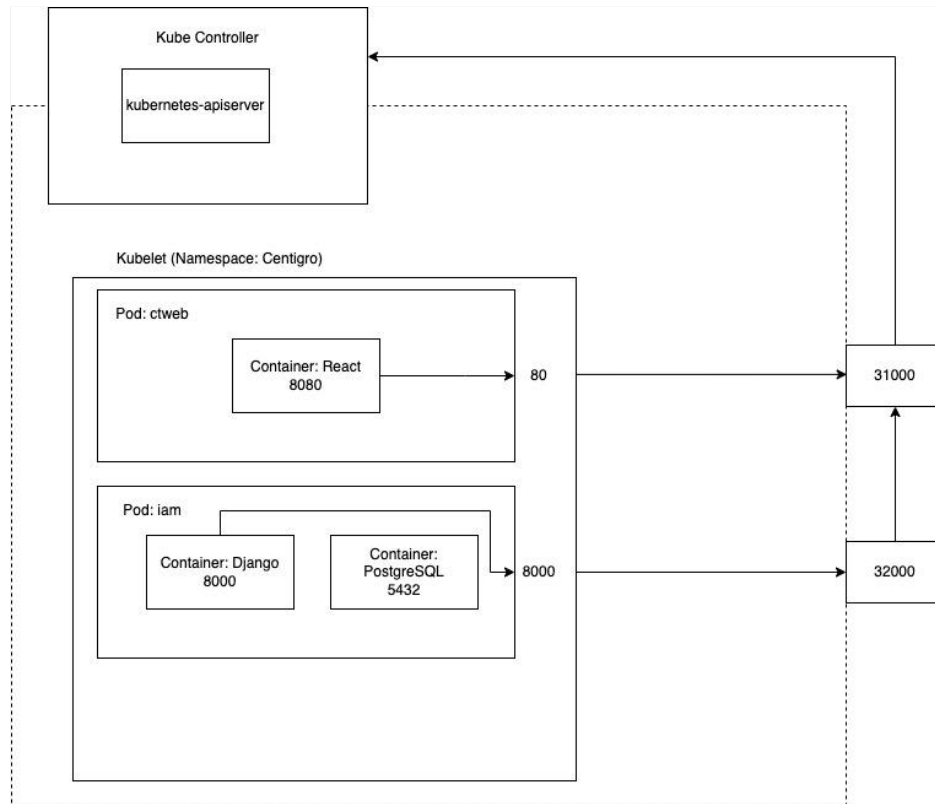 Kube Controller
kubernetes-apiserver
Kubelet (Namespace: Centigro)
Pod: ctweb
Container: React
8080
80
31000
Pod: iam
Container: Django
8000
Container:
PostgreSQL
5432
8000
32000